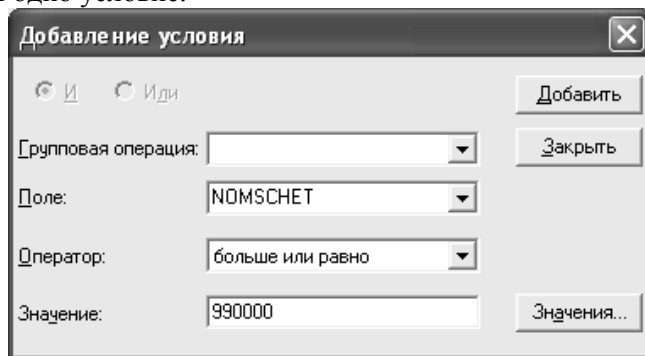 одно условие.
Добавление условия
И Или Добавить
Групповая операция: Закрыть
Поле: NOMSCHET
Оператор: больше или равно
Значение: 990000 Значения...